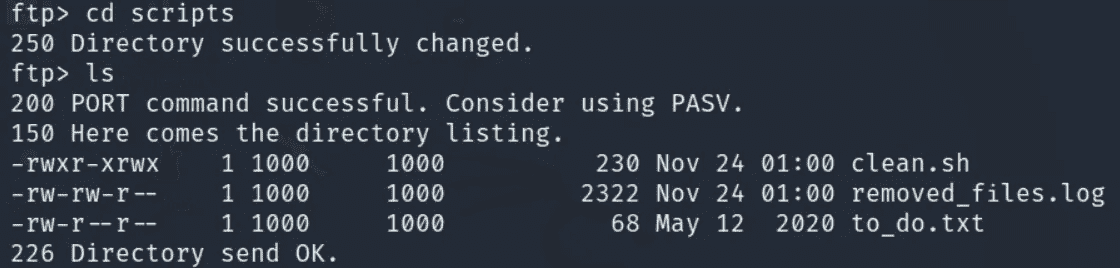 ftp> cd scripts
250 Directory successfully changed.
ftp> ls
200 PORT command successful. Consider using PASV.
150 Here comes the directory listing.
-rwxr-xrwx    1 1000     1000          230 Nov 24 01:00 clean.sh
-rw-rw-r--    1 1000     1000         2322 Nov 24 01:00 removed_files.log
-rw-r--r--    1 1000     1000           68 May 12  2020 to_do.txt
226 Directory send OK.